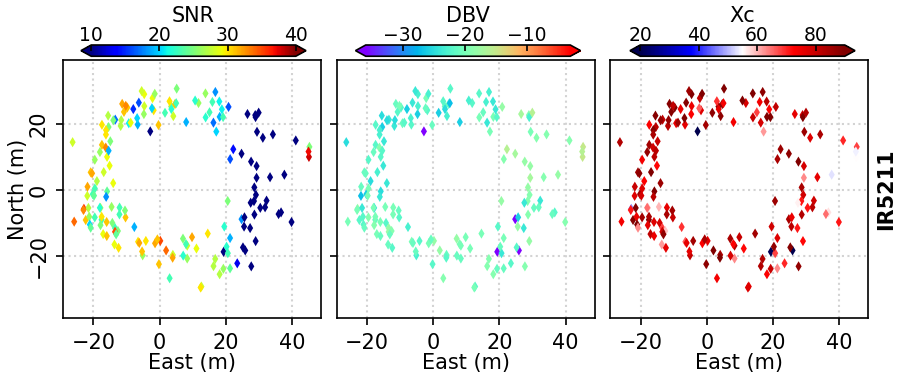 SNR DBV Xc
10 20 30 40 −30 −20 −10 20 40 60 80
North (m)
20
0
−20
IR5211
−20 0 20 40 −20 0 20 40 −20 0 20 40
East (m) East (m) East (m)